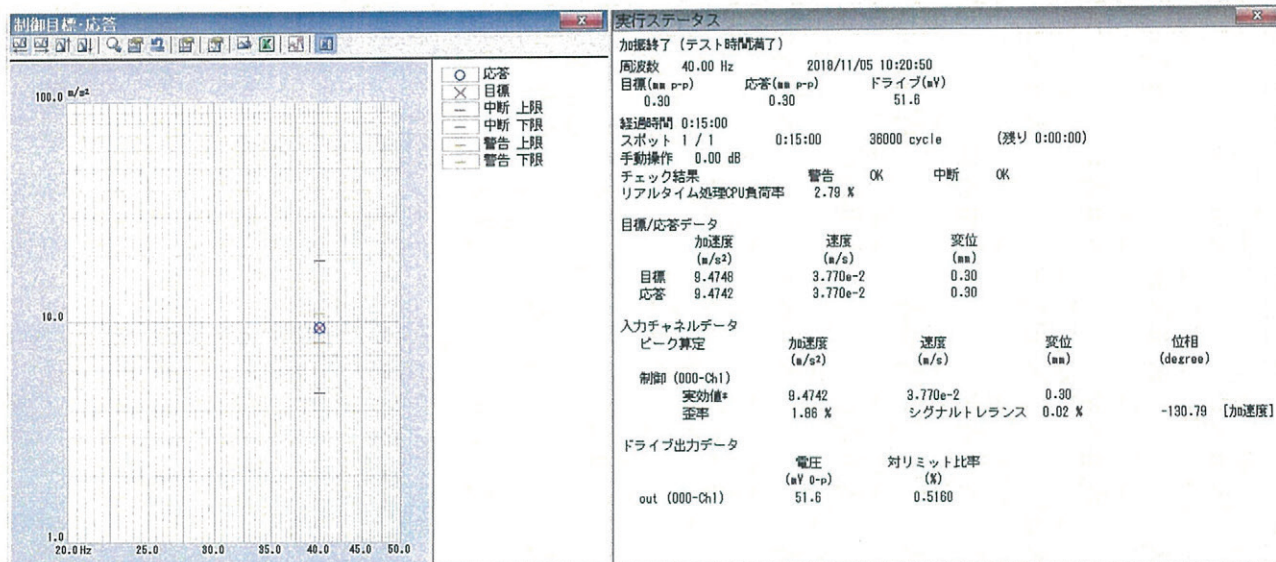 制御目標・応答
100.0 m/s²
10.0
1.0
20.0 Hz 25.0 30.0 35.0 40.0 45.0 50.0
応答
目標
中断 上限
中断 下限
警告 上限
警告 下限
実行ステータス
加振終了 (テスト時間満了)
周波数 40.00 Hz 2018/11/05 10:20:50
目標(mm p-p) 応答(mm p-p) ドライブ(mV)
0.30 0.30 51.6
経過時間 0:15:00
スポット 1 / 1 0:15:00 36000 cycle (残り 0:00:00)
手動操作 0.00 dB
チェック結果 警告 OK 中断 OK
リアルタイム処理CPU負荷率 2.79 %
目標/応答データ
加速度 速度 変位
(m/s²) (m/s) (mm)
目標 9.4748 3.770e-2 0.30
応答 9.4742 3.770e-2 0.30
入力チャネルデータ
ピーク算定 加速度 速度 変位 位相
(m/s²) (m/s) (mm) (degree)
制御 (000-Ch1)
実効値* 9.4742 3.770e-2 0.30
歪率 1.86 % シグナルトレランス 0.02 % -130.79 [加速度]
ドライブ出力データ
電圧 対リミット比率
(mV 0-p) (%)
out (000-Ch1) 51.6 0.5160